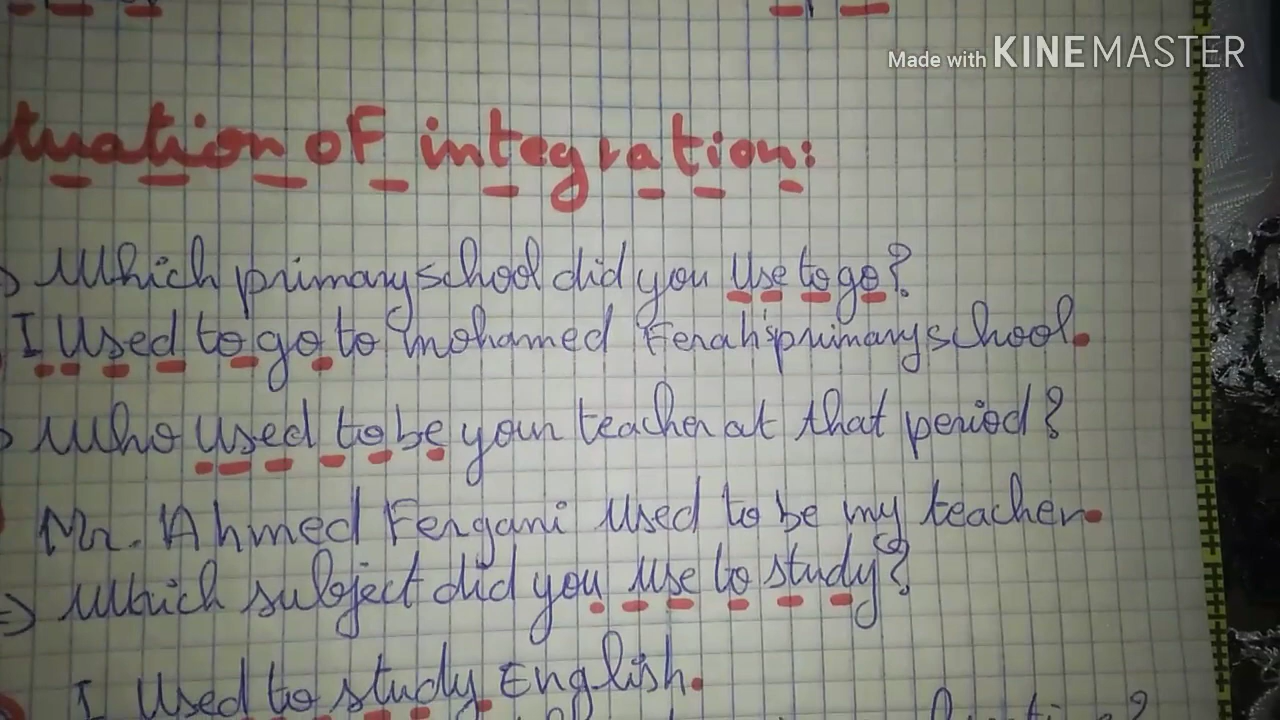 Made with KINEMASTER
tuation of integration:
Which primary school did you use to go?
I used to go to Mohamed Ferah's primary school.
Who used to be your teacher at that period?
Mr. Ahmed Fergani used to be my teacher.
⇒ Which subject did you use to study?
I used to study English.